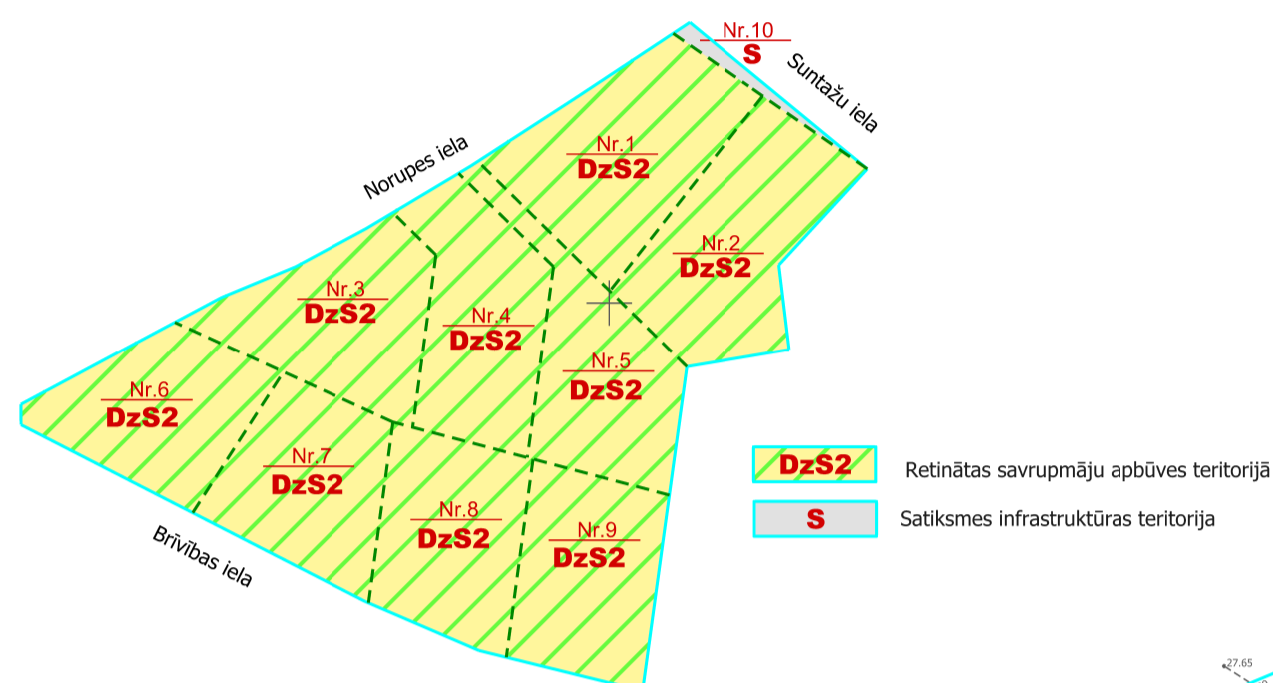 Nr.10
S
Suntažu iela
Nr.1
DzS2
Norupes iela
Nr.2
DzS2
Nr.3
DzS2
Nr.4
DzS2
Nr.5
DzS2
Nr.6
DzS2
Nr.7
DzS2
Nr.8
DzS2
Nr.9
DzS2
Brīvības iela
DzS2 Retinātas savrupmāju apbūves teritorijā
S Satiksmes infrastruktūras teritorija
27.65